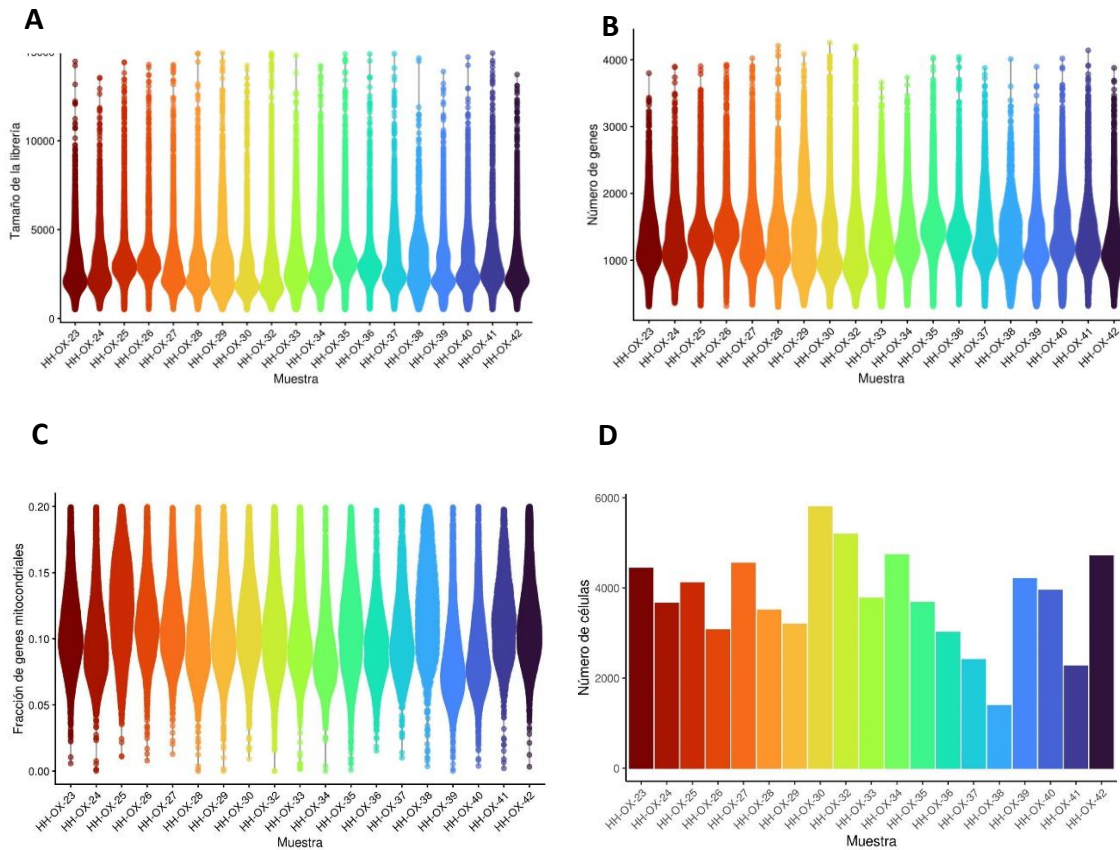 A
15000
10000
5000
0
Tamaño de la librería
HH-OX-23
HH-OX-24
HH-OX-25
HH-OX-26
HH-OX-27
HH-OX-28
HH-OX-29
HH-OX-30
HH-OX-32
HH-OX-33
HH-OX-34
HH-OX-35
HH-OX-36
HH-OX-37
HH-OX-38
HH-OX-39
HH-OX-40
HH-OX-41
HH-OX-42
Muestra
B
4000
3000
2000
1000
Número de genes
HH-OX-23
HH-OX-24
HH-OX-25
HH-OX-26
HH-OX-27
HH-OX-28
HH-OX-29
HH-OX-30
HH-OX-32
HH-OX-33
HH-OX-34
HH-OX-35
HH-OX-36
HH-OX-37
HH-OX-38
HH-OX-39
HH-OX-40
HH-OX-41
HH-OX-42
Muestra
C
0.20
0.15
0.10
0.05
0.00
Fracción de genes mitocondriales
HH-OX-23
HH-OX-24
HH-OX-25
HH-OX-26
HH-OX-27
HH-OX-28
HH-OX-29
HH-OX-30
HH-OX-32
HH-OX-33
HH-OX-34
HH-OX-35
HH-OX-36
HH-OX-37
HH-OX-38
HH-OX-39
HH-OX-40
HH-OX-41
HH-OX-42
Muestra
D
6000
4000
2000
0
Número de células
HH-OX-23
HH-OX-24
HH-OX-25
HH-OX-26
HH-OX-27
HH-OX-28
HH-OX-29
HH-OX-30
HH-OX-32
HH-OX-33
HH-OX-34
HH-OX-35
HH-OX-36
HH-OX-37
HH-OX-38
HH-OX-39
HH-OX-40
HH-OX-41
HH-OX-42
Muestra